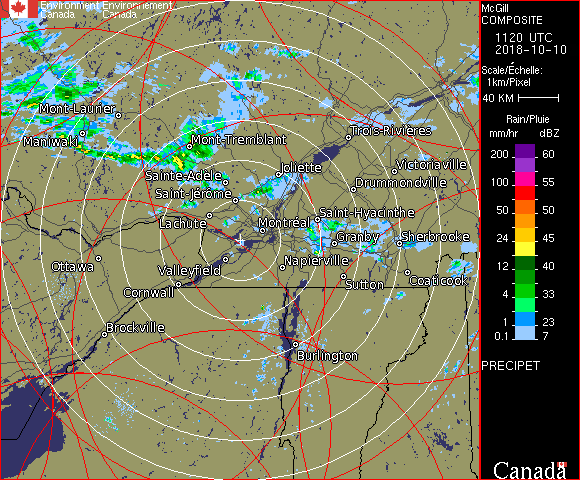 Environment Environnement
Canada Canada
McGill
COMPOSITE
1120 UTC
2018-10-10
Scale/Échelle:
1km/Pixel
40 KM
Rain/Pluie
mm/hr dBZ
200 60
100 55
50 50
24 45
12 40
4 33
1 23
0.1 7
PRECIPET
Canada
Mont-Laurier
Maniwaki
Mont-Tremblant
Trois-Rivières
Joliette
Victoriaville
Sainte-Adèle
Drummondville
Saint-Jérôme
Lachute
Saint-Hyacinthe
Montréal
Granby
Sherbrooke
Ottawa
Valleyfield
Napierville
Coaticook
Cornwall
Sutton
Brockville
Burlington